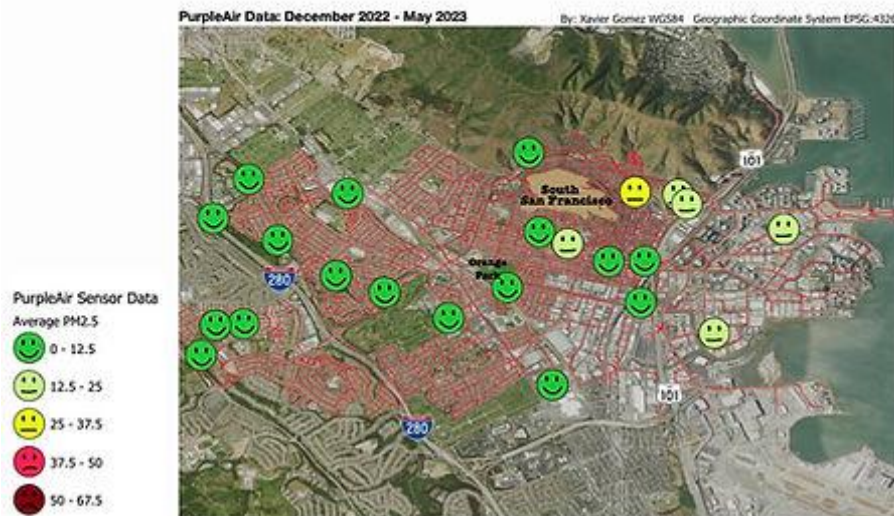 PurpleAir Data: December 2022 - May 2023
By: Xavier Gomez WGS84 Geographic Coordinate System EPSG:4326
101
South
San Francisco
Orange
Park
280
101
280
PurpleAir Sensor Data
Average PM2.5
0 - 12.5
12.5 - 25
25 - 37.5
37.5 - 50
50 - 67.5